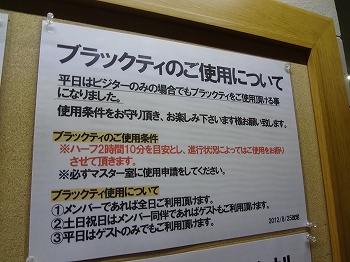 ブラックティのご使用について
平日はビジターのみの場合でもブラックティをご使用頂ける事
になりました。
使用条件をお守り頂き、お楽しみ下さいます様お願い致します。
ブラックティのご使用条件
※ハーフ2時間10分を目安とし、進行状況によってはご使用をお断り
させて頂きます。
※必ずマスター室に使用申請をしてください。
ブラックティ使用について
①メンバーであれば全日ご利用頂けます。
②土日祝日はメンバー同伴であればゲストもご利用頂けます。
③平日はゲストのみでもご利用頂けます。
2012/8/25